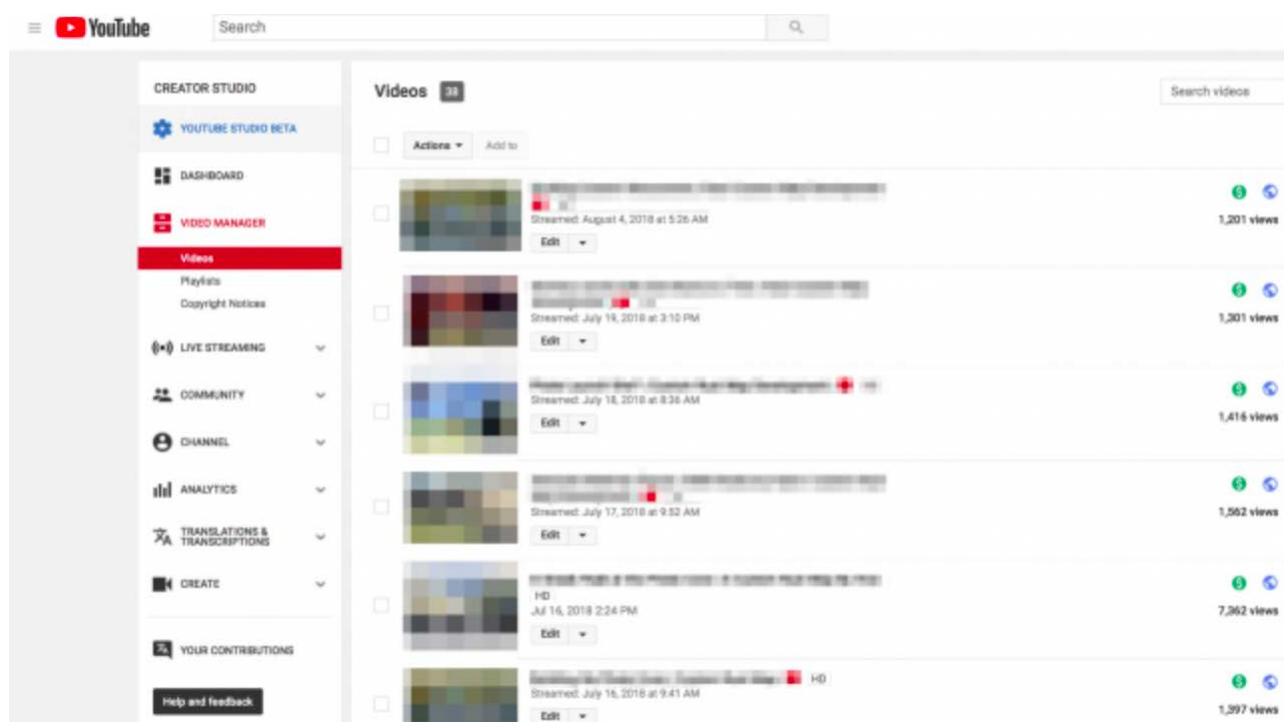 YouTube
Search
CREATOR STUDIO
YOUTUBE STUDIO BETA
DASHBOARD
VIDEO MANAGER
Videos
Playlists
Copyright Notices
LIVE STREAMING
COMMUNITY
CHANNEL
ANALYTICS
TRANSLATIONS &
TRANSCRIPTIONS
CREATE
YOUR CONTRIBUTIONS
Help and feedback
Videos 38
Search videos
Actions Add to
Streamed: August 4, 2018 at 5:26 AM
1,201 views
Edit
Streamed: July 19, 2018 at 3:10 PM
1,301 views
Edit
Streamed: July 18, 2018 at 8:36 AM
1,416 views
Edit
Streamed: July 17, 2018 at 9:52 AM
1,562 views
Edit
HD
Jul 16, 2018 2:24 PM
7,362 views
Edit
HD
Streamed: July 16, 2018 at 9:41 AM
1,397 views
Edit